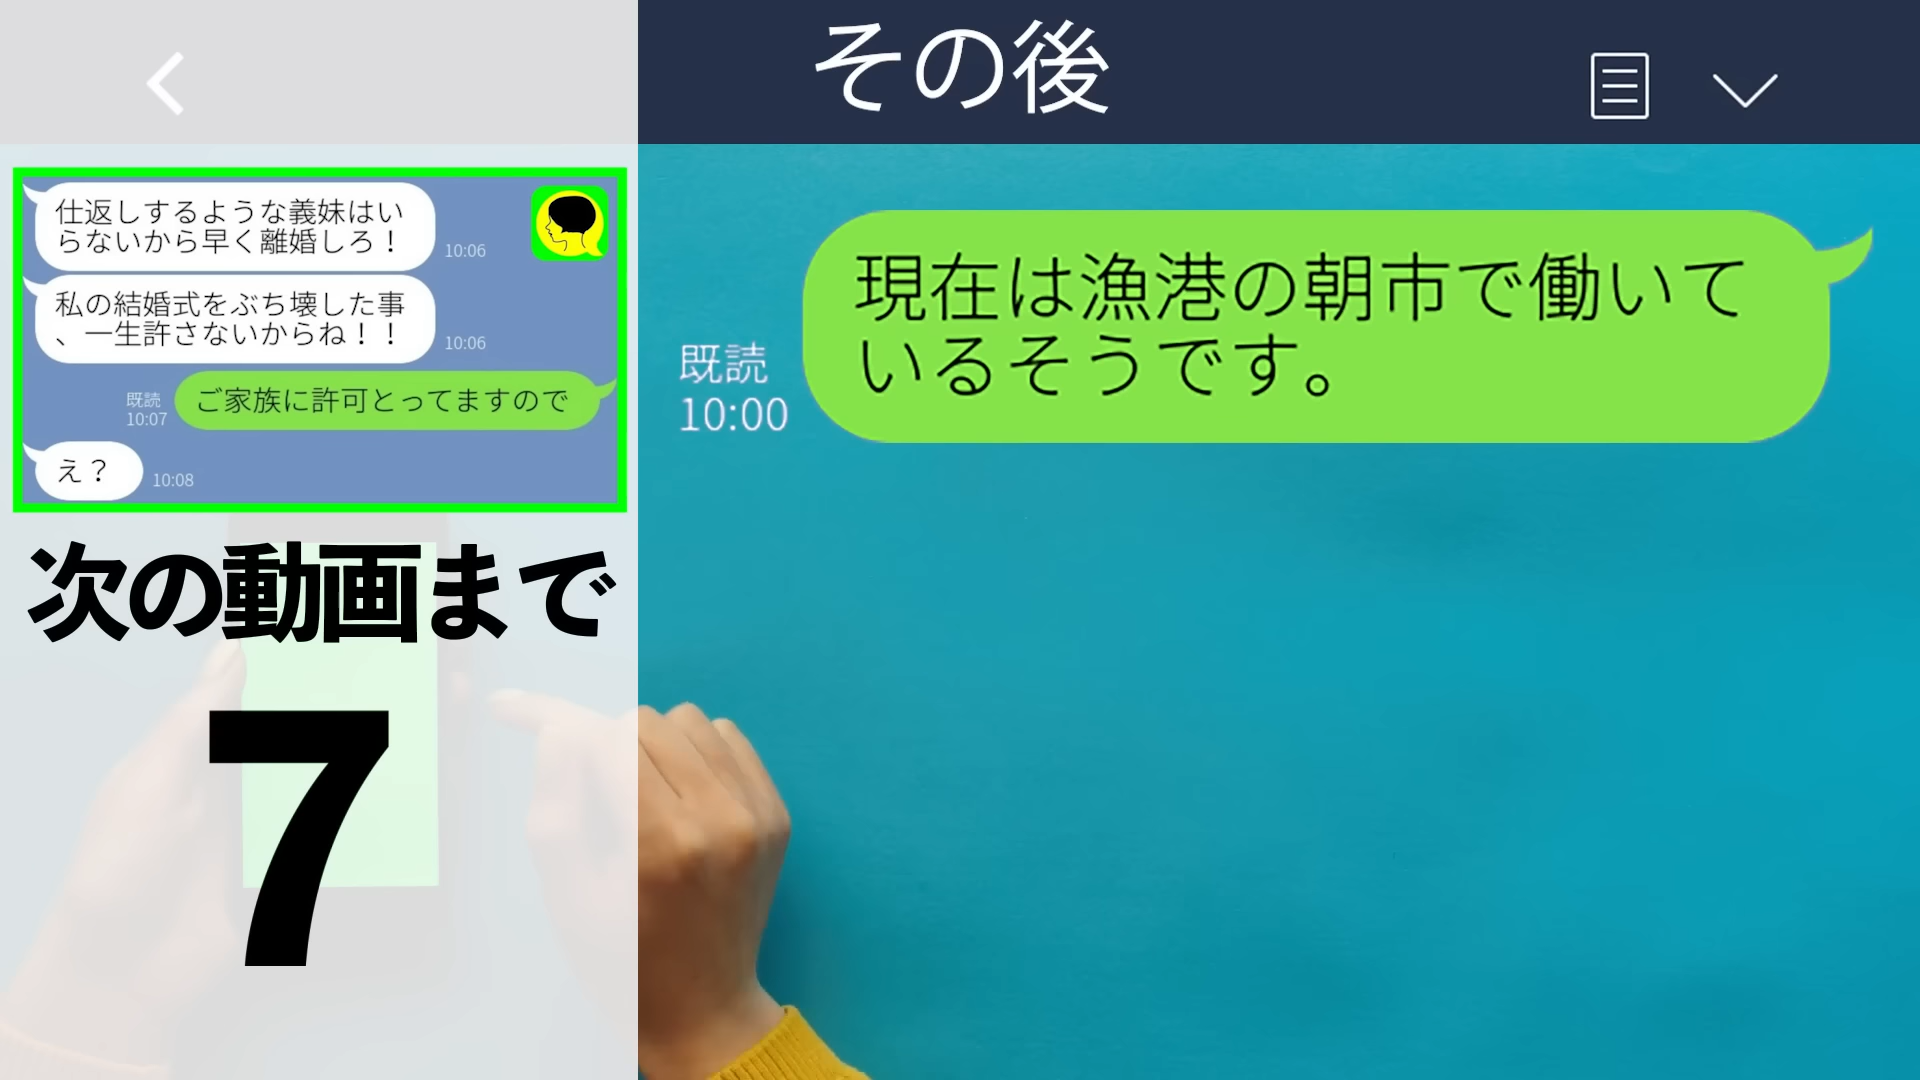 その後
仕返しするような義妹はい
らないから早く離婚しろ！
10:06
私の結婚式をぶち壊した事
、一生許さないからね！！
10:06
既読
10:07
ご家族に許可とってますので
え？
10:08
次の動画まで
7
現在は漁港の朝市で働いて
いるそうです。
既読
10:00